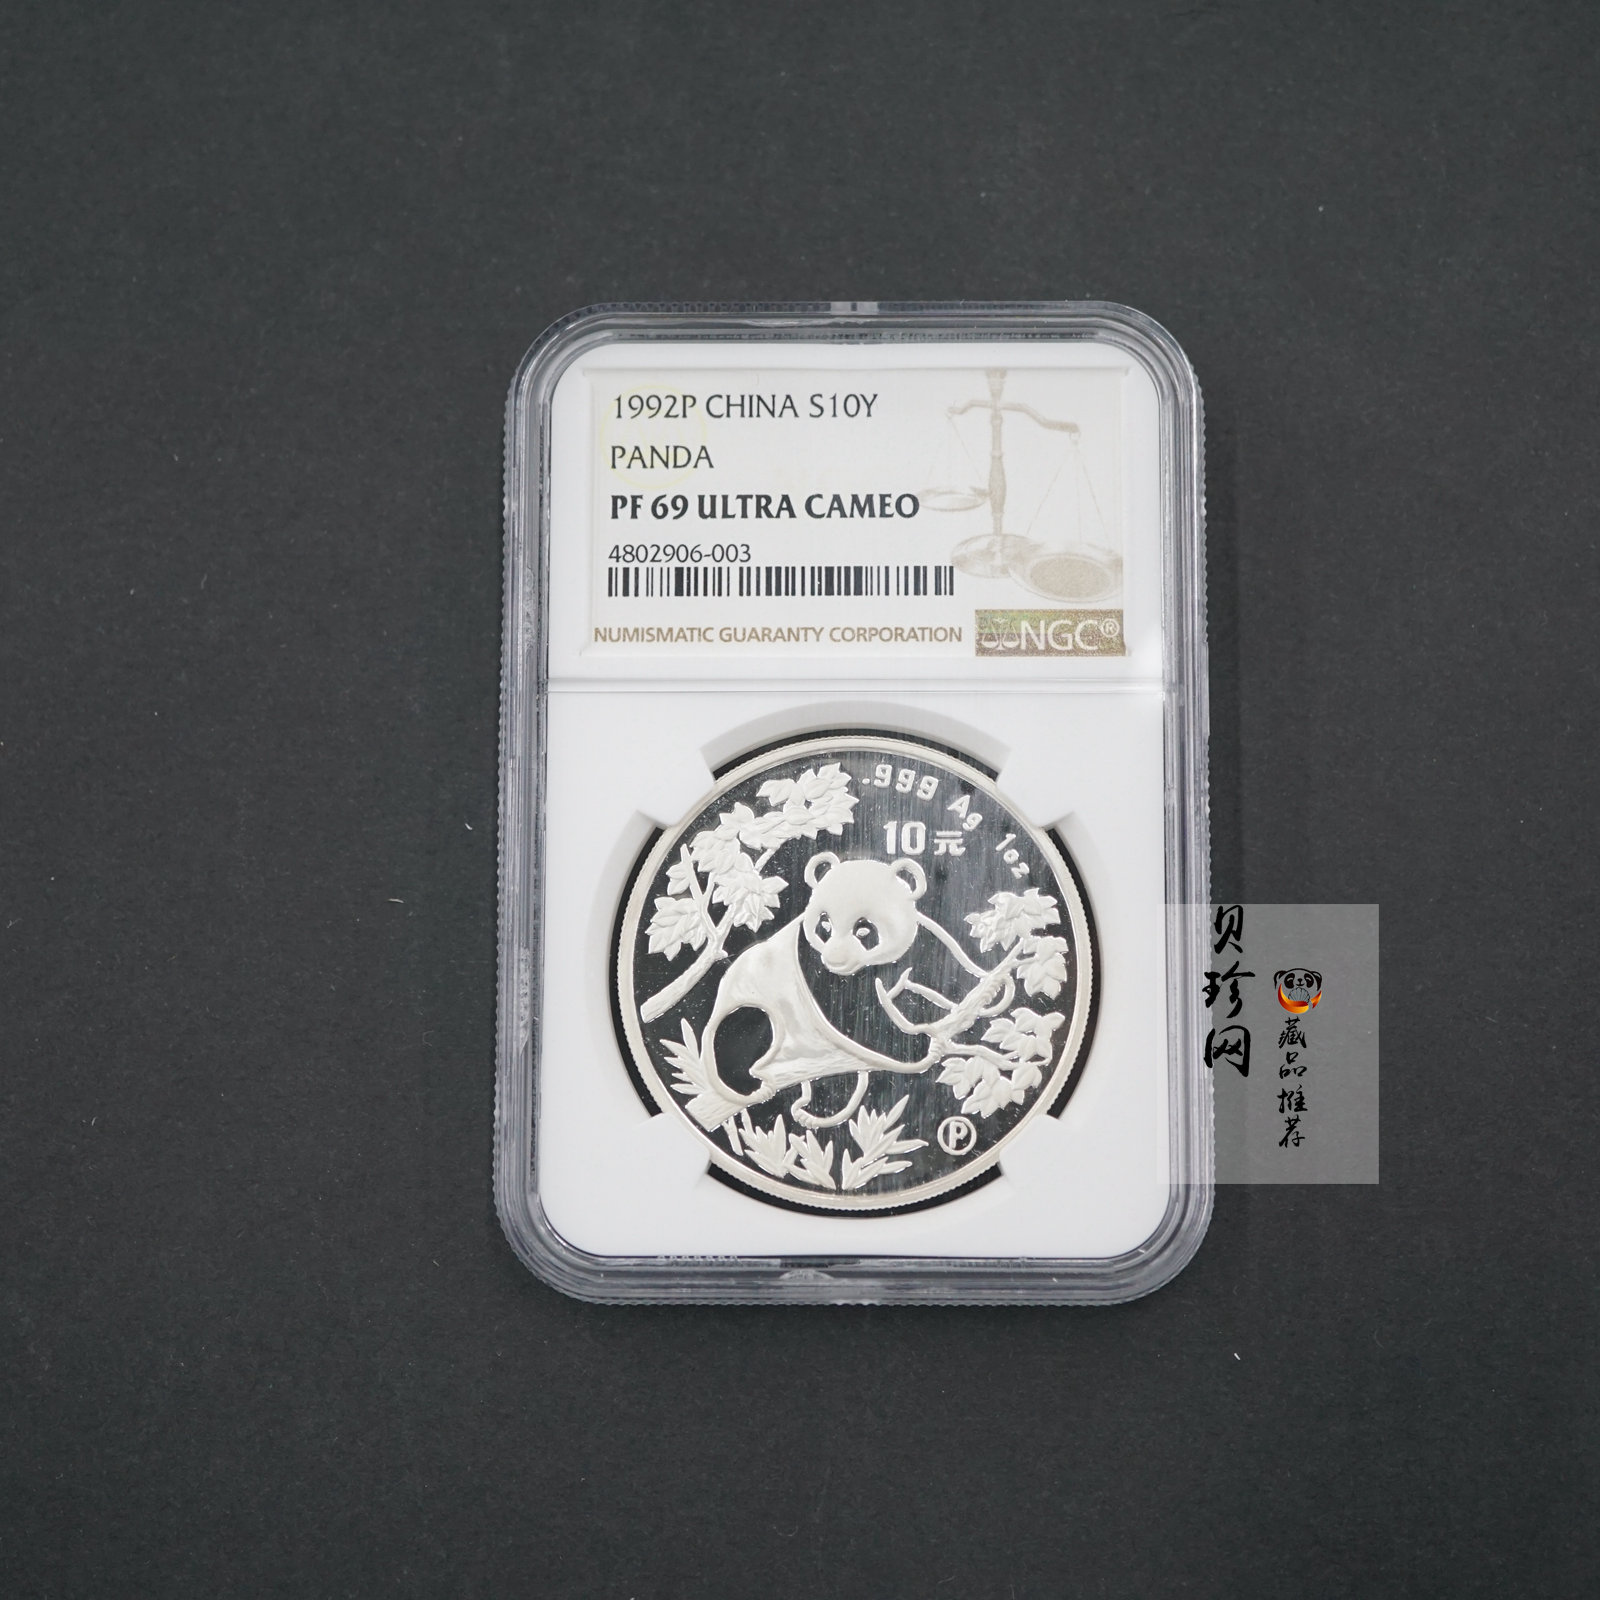 1992P CHINA S10Y
PANDA
PF 69 ULTRA CAMEO
4802906-003
NUMISMATIC GUARANTY CORPORATION
NGC®
.999 Ag 1oz
10元
P
贝珍网
藏品推荐